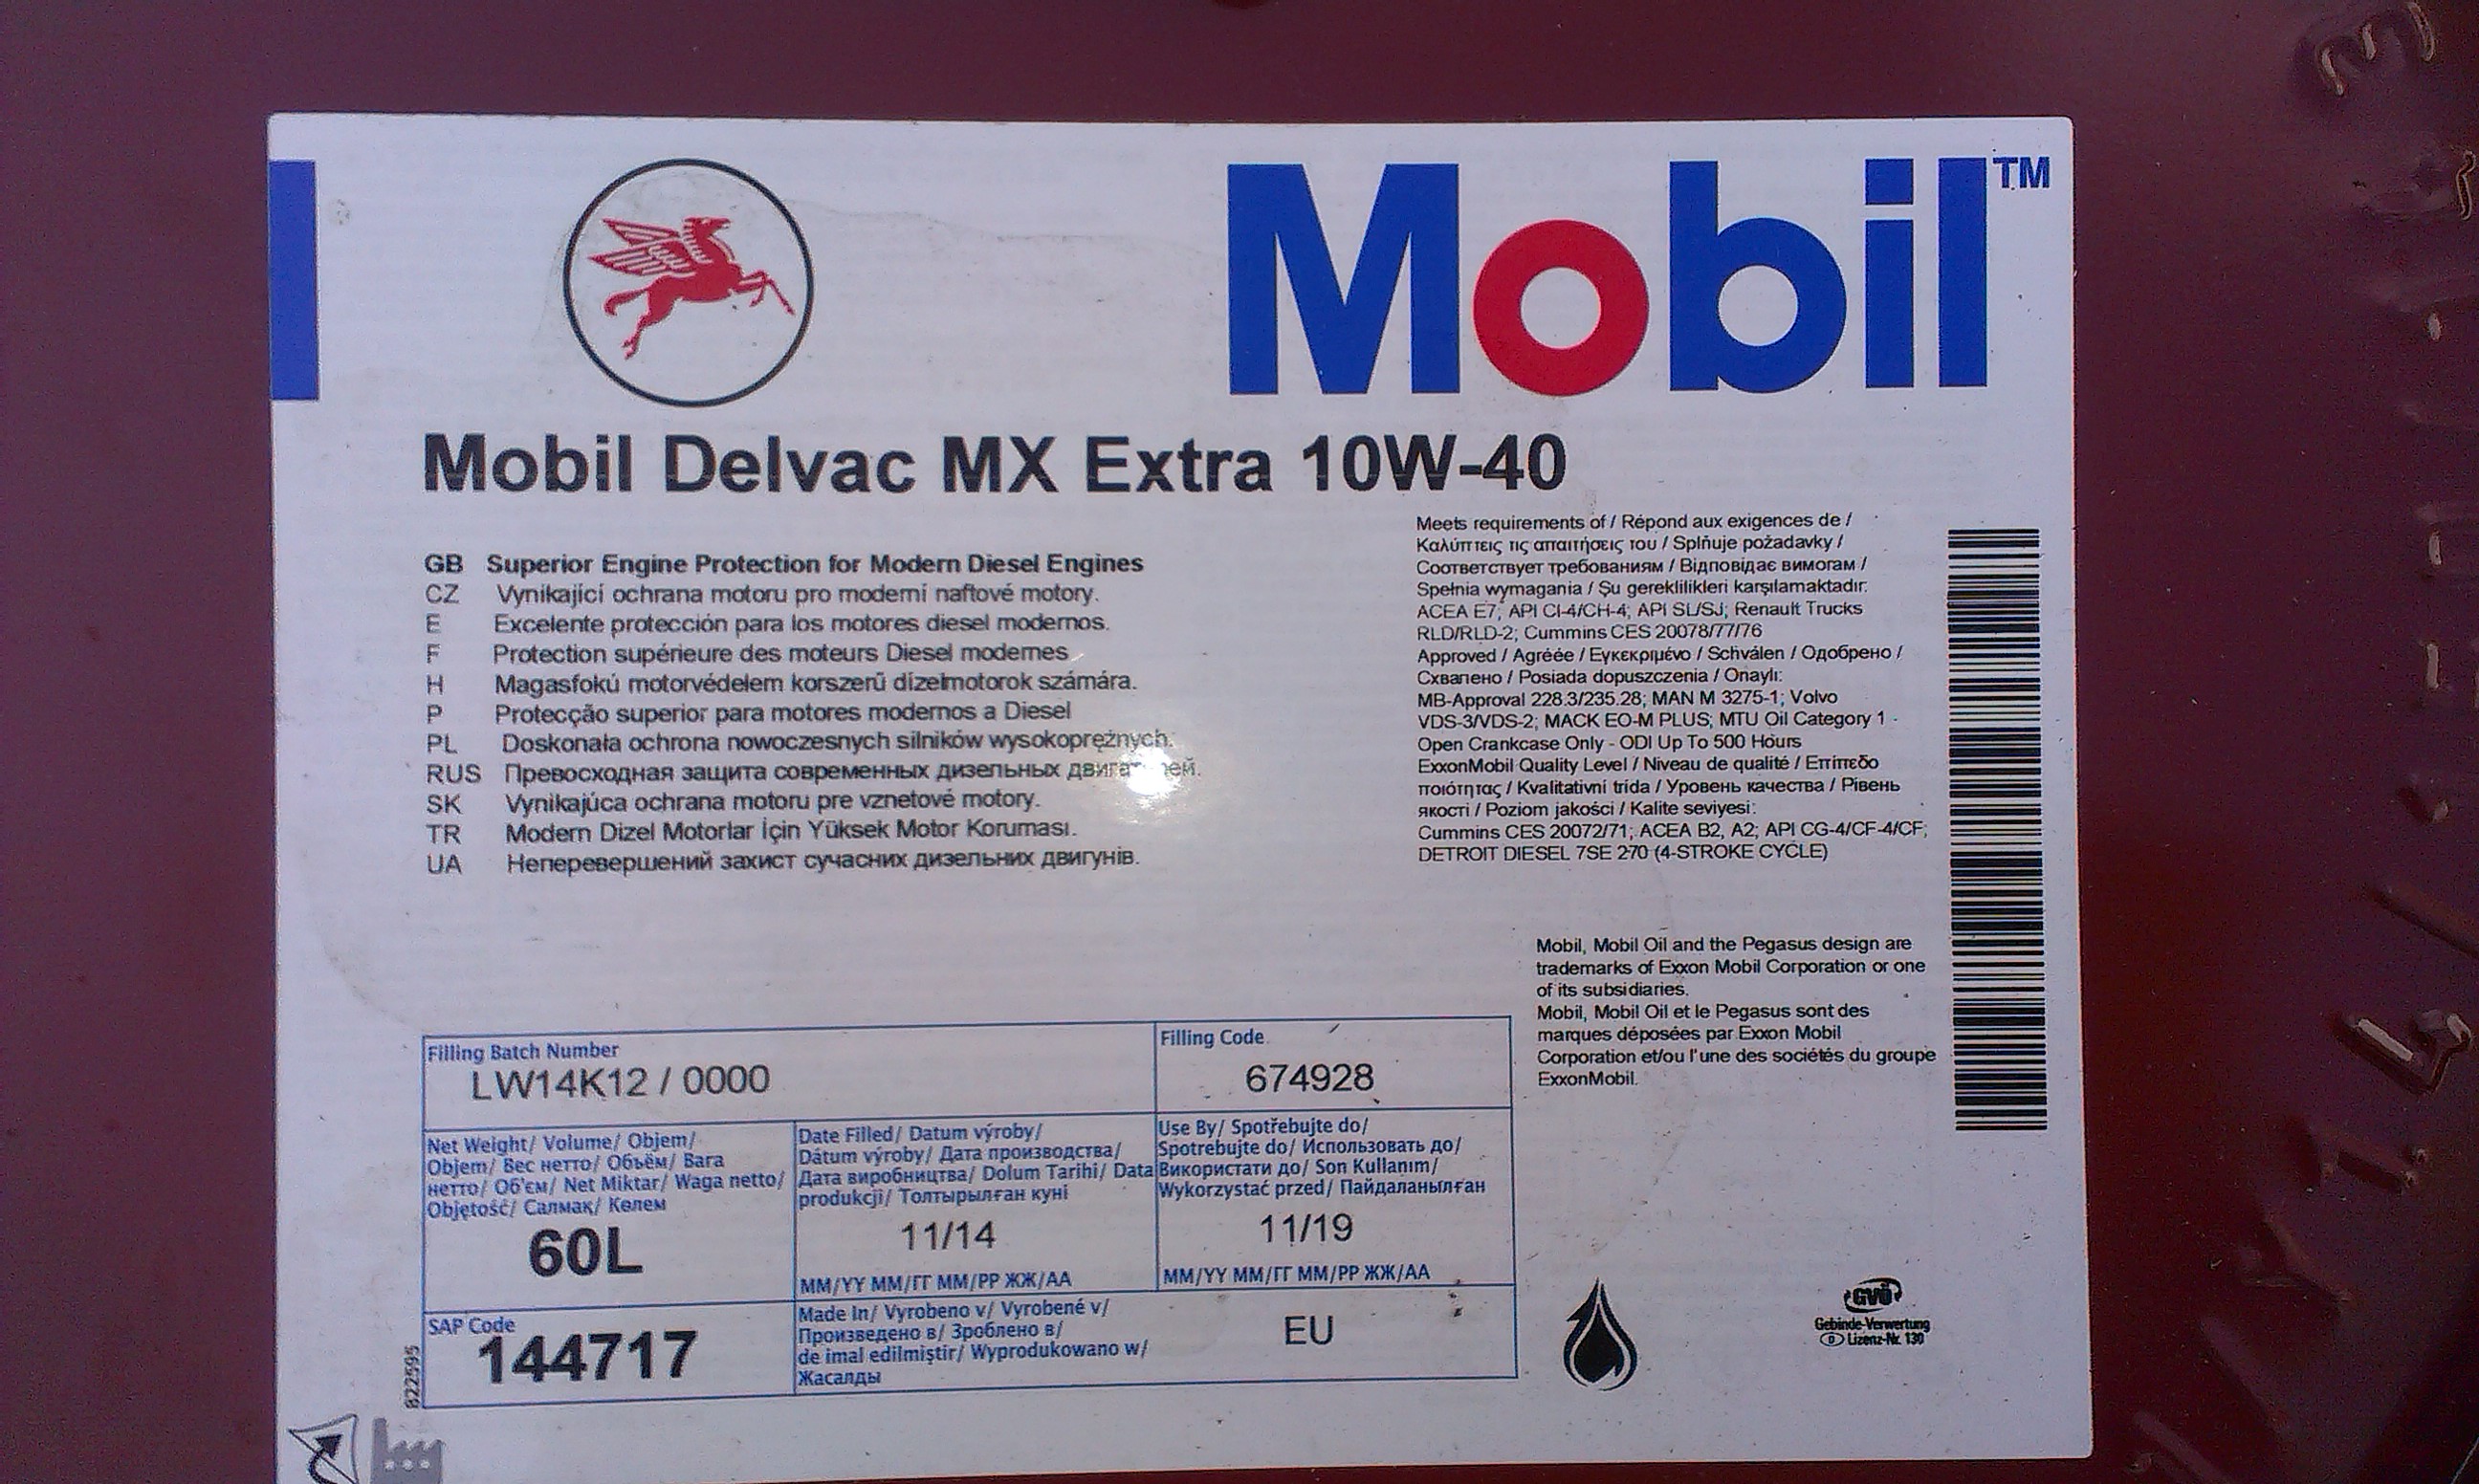 Mobil TM
Mobil Delvac MX Extra 10W-40
GB Superior Engine Protection for Modern Diesel Engines
CZ Vynikající ochrana motoru pro moderní naftové motory.
E Excelente protección para los motores diesel modernos.
F Protection supérieure des moteurs Diesel modernes
H Magasfokú motorvédelem korszerű dízelmotorok számára.
P Protecção superior para motores modernos a Diesel
PL Doskonała ochrona nowoczesnych silników wysokoprężnych.
RUS Превосходная защита современных дизельных
SK Vynikajúca ochrana motoru pre vznetové motory.
TR Modern Dizel Motorlar İçin Yüksek Motor Koruması.
UA Неперевершений захист сучасних дизельних двигунів.
Meets requirements of / Répond aux exigences de /
Καλύπτεις τις απαιτήσεις του / Splňuje požadavky /
Соответствует требованиям / Відповідає вимогам /
Spełnia wymagania / Şu gereklilikleri karşılamaktadır:
ACEA E7; API CI-4/CH-4; API SL/SJ; Renault Trucks
RLD/RLD-2; Cummins CES 20078/77/76
Approved / Agréée / Εγκεκριμένο / Schválen / Одобрено /
Схвалено / Posiada dopuszczenia / Onaylı:
MB-Approval 228.3/235.28; MAN M 3275-1; Volvo
VDS-3/VDS-2; MACK EO-M PLUS; MTU Oil Category 1 -
Open Crankcase Only - ODI Up To 500 Hours
ExxonMobil Quality Level / Niveau de qualité / Επίπεδο
ποιότητας / Kvalitativní trída / Уровень качества / Рівень
якості / Poziom jakości / Kalite seviyesi:
Cummins CES 20072/71; ACEA B2, A2; API CG-4/CF-4/CF;
DETROIT DIESEL 7SE 270 (4-STROKE CYCLE)
Mobil, Mobil Oil and the Pegasus design are
trademarks of Exxon Mobil Corporation or one
of its subsidiaries.
Mobil, Mobil Oil et le Pegasus sont des
marques déposées par Exxon Mobil
Corporation et/ou l'une des sociétés du groupe
ExxonMobil.
Filling Batch Number
LW14K12 / 0000
Filling Code
674928
Net Weight/ Volume/ Objem/
Objem/ Вес нетто/ Объём/ Вага
нетто/ Об'єм/ Net Miktar/ Waga netto/
Objętość/ Салмақ/ Көлем
60L
Date Filled/ Datum výroby/
Dátum výroby/ Дата производства/
Дата виробництва/ Dolum Tarihi/ Data
produkcji/ Толтырылған куні
11/14
MM/YY ММ/ГГ ММ/РР ЖЖ/АА
Use By/ Spotřebujte do/
Spotrebujte do/ Использовать до/
Використати до/ Son Kullanım/
Wykorzystać przed/ Пайдаланылған
11/19
MM/YY ММ/ГГ ММ/РР ЖЖ/АА
SAP Code
144717
Made In/ Vyrobeno v/ Vyrobené v/
Произведено в/ Зроблено в/
de imal edilmiştir/ Wyprodukowano w/
Жасалды
EU
822595
GVÖ
Gebinde-Verwertung
D Lizenz-Nr. 130